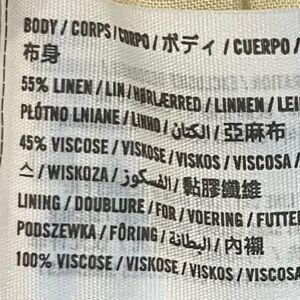 BODY / CORPS / CORPO / ボディ / CUERPO /
布身
55% LINEN / LIN / HØRLÆRRED / LINNEN / LEI
PŁÓTNO LNIANE / LINHO / الكتان / 亞麻布
45% VISCOSE / VISKOSE / VISKOS / VISCOSA /
스 / WISKOZA / الفسكوز / 黏膠纖維
LINING / DOUBLURE / FOR / VOERING / FUTTE
PODSZEWKA / FÖRING / البطانة / 內襯
100% VISCOSE / VISKOSE / VISKOS / VISCOSA